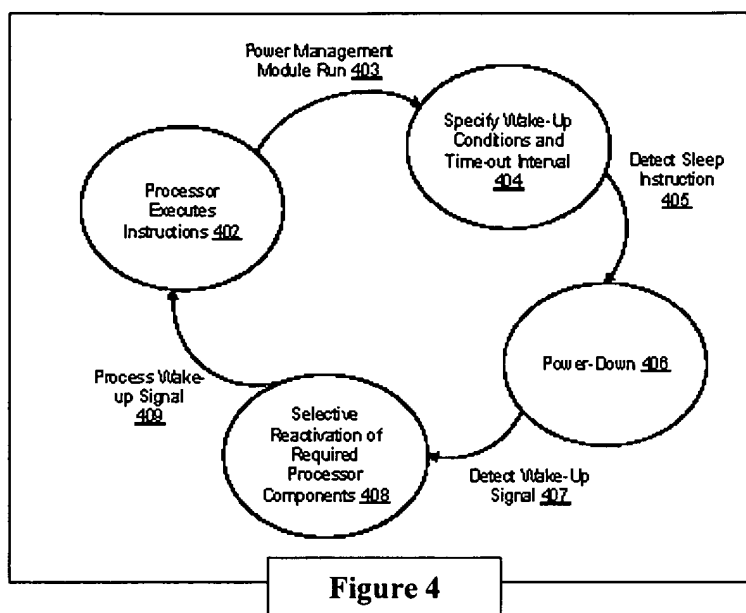 Power Management
Module Run 403
Specify Wake-Up
Conditions and
Time-out Interval
404
Detect Sleep
Instruction
405
Processor
Executes
Instructions 402
Power-Down 406
Process Wake-
up Signal
409
Selective
Reactivation of
Required
Processor
Components 408
Detect Wake-Up
Signal 407
Figure 4